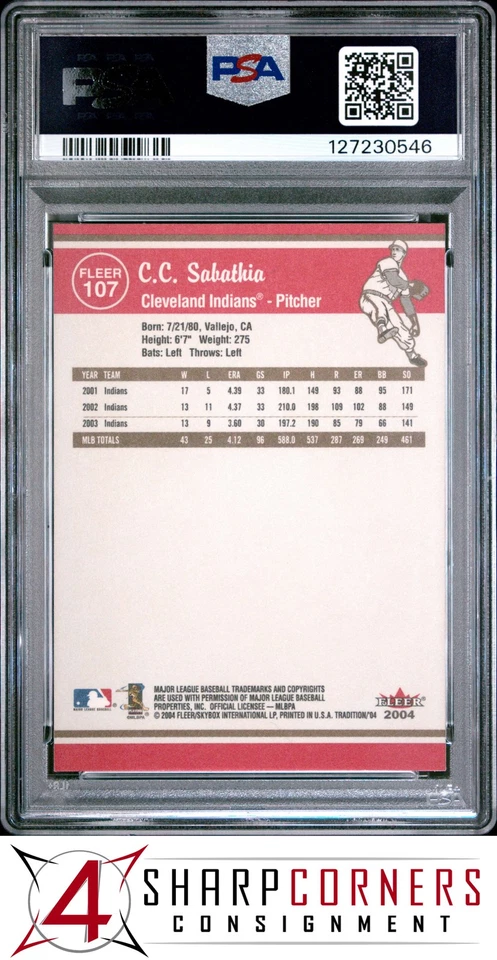 PSA
PSA
127230546
FLEER
107
C.C. Sabathia
Cleveland Indians® - Pitcher
Born: 7/21/80, Vallejo, CA
Height: 6'7" Weight: 275
Bats: Left Throws: Left
YEAR TEAM W L ERA GS IP H R ER BB SO
2001 Indians 17 5 4.39 33 180.1 149 93 88 95 171
2002 Indians 13 11 4.37 33 210.0 198 109 102 88 149
2003 Indians 13 9 3.60 30 197.2 190 85 79 66 141
MLB TOTALS 43 25 4.12 96 588.0 537 287 269 249 461
MAJOR LEAGUE BASEBALL TRADEMARKS AND COPYRIGHTS
ARE USED WITH PERMISSION OF MAJOR LEAGUE BASEBALL
PROPERTIES, INC. OFFICIAL LICENSEE — MLBPA
© 2004 FLEER/SKYBOX INTERNATIONAL LP, PRINTED IN U.S.A. TRADITION/'04
FLEER
2004
4
SHARPCORNERS
CONSIGNMENT